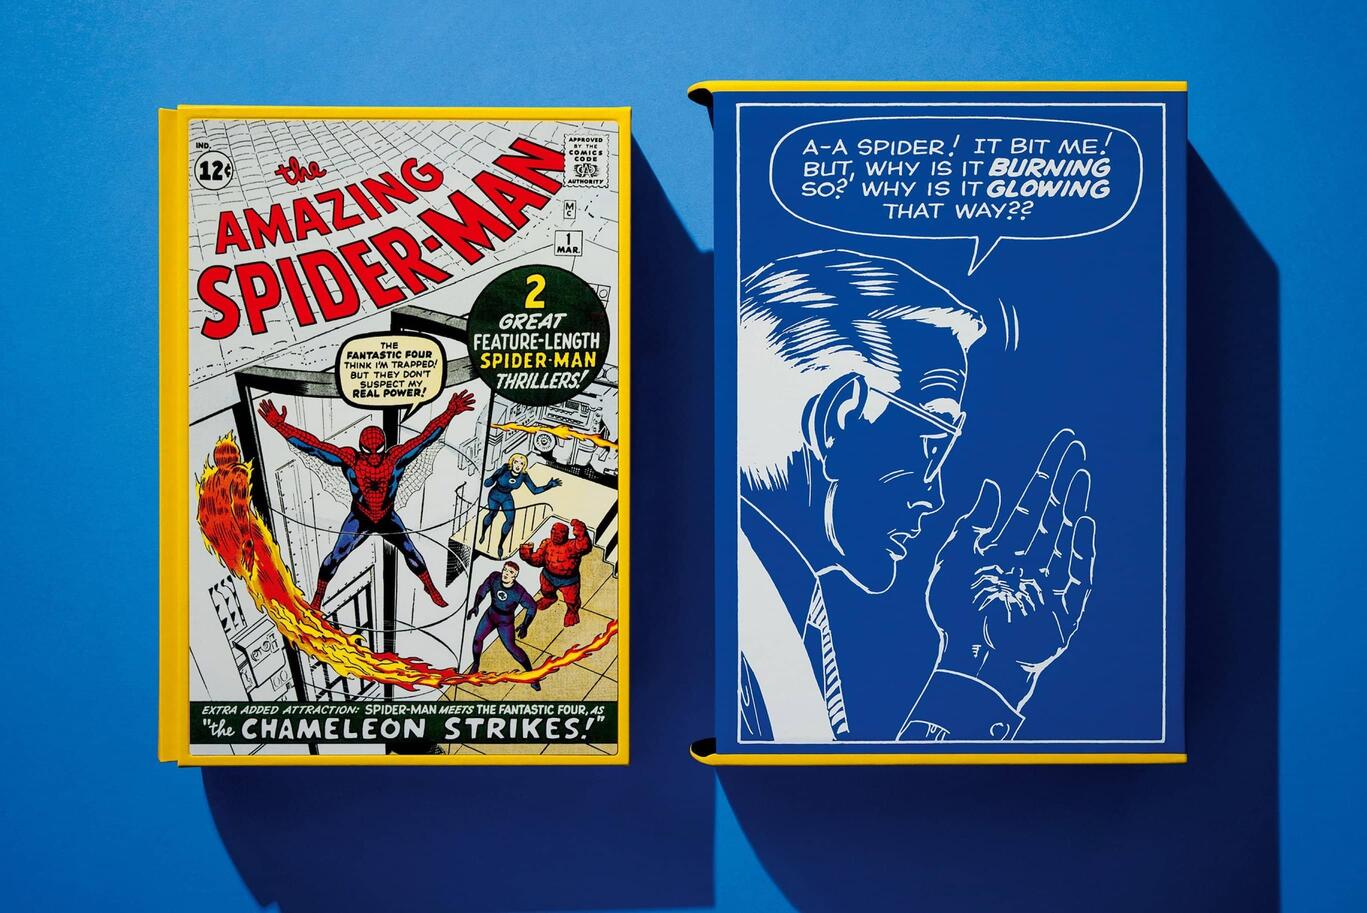 IND.
12¢
the
AMAZING
SPIDER-MAN
APPROVED
BY THE
COMICS
CODE
CA
AUTHORITY
M
C
1
MAR.
2
GREAT
FEATURE-LENGTH
SPIDER-MAN
THRILLERS!
THE
FANTASTIC FOUR
THINK I'M TRAPPED!
BUT THEY DON'T
SUSPECT MY
REAL POWER!
EXTRA ADDED ATTRACTION: SPIDER-MAN MEETS THE FANTASTIC FOUR, AS
"the CHAMELEON STRIKES!"
A-A SPIDER! IT BIT ME!
BUT, WHY IS IT BURNING
SO? WHY IS IT GLOWING
THAT WAY??